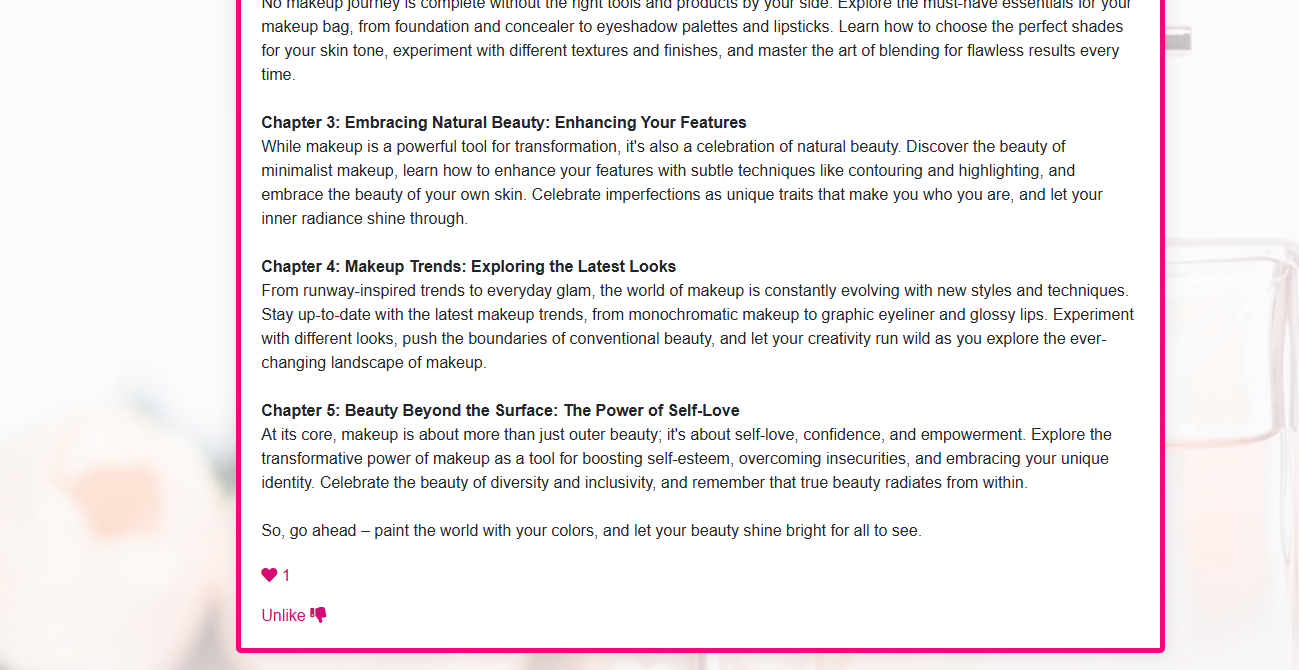 No makeup journey is complete without the right tools and products by your side. Explore the must-have essentials for your
makeup bag, from foundation and concealer to eyeshadow palettes and lipsticks. Learn how to choose the perfect shades
for your skin tone, experiment with different textures and finishes, and master the art of blending for flawless results every
time.
Chapter 3: Embracing Natural Beauty: Enhancing Your Features
While makeup is a powerful tool for transformation, it's also a celebration of natural beauty. Discover the beauty of
minimalist makeup, learn how to enhance your features with subtle techniques like contouring and highlighting, and
embrace the beauty of your own skin. Celebrate imperfections as unique traits that make you who you are, and let your
inner radiance shine through.
Chapter 4: Makeup Trends: Exploring the Latest Looks
From runway-inspired trends to everyday glam, the world of makeup is constantly evolving with new styles and techniques.
Stay up-to-date with the latest makeup trends, from monochromatic makeup to graphic eyeliner and glossy lips. Experiment
with different looks, push the boundaries of conventional beauty, and let your creativity run wild as you explore the ever-
changing landscape of makeup.
Chapter 5: Beauty Beyond the Surface: The Power of Self-Love
At its core, makeup is about more than just outer beauty; it's about self-love, confidence, and empowerment. Explore the
transformative power of makeup as a tool for boosting self-esteem, overcoming insecurities, and embracing your unique
identity. Celebrate the beauty of diversity and inclusivity, and remember that true beauty radiates from within.
So, go ahead – paint the world with your colors, and let your beauty shine bright for all to see.
1
Unlike